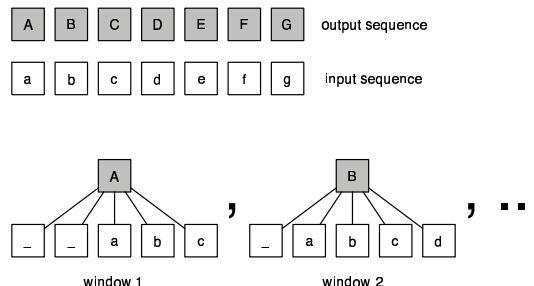 A B C D E F G output sequence
a b c d e f g input sequence
A , B , ..
_ _ a b c _ a b c d
window 1 window 2